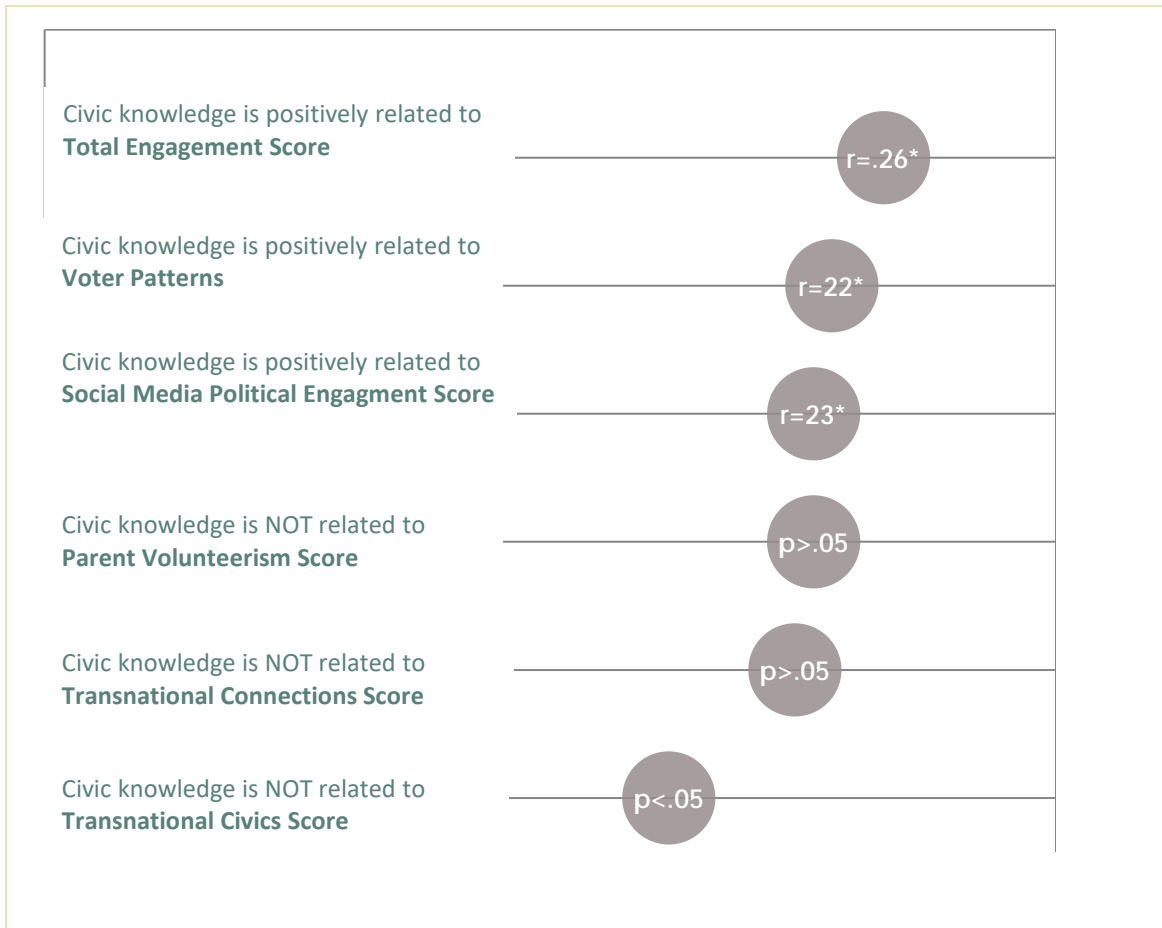 Civic knowledge is positively related to
Total Engagement Score
r=.26*
Civic knowledge is positively related to
Voter Patterns
r=22*
Civic knowledge is positively related to
Social Media Political Engagment Score
r=23*
Civic knowledge is NOT related to
Parent Volunteerism Score
p>.05
Civic knowledge is NOT related to
Transnational Connections Score
p>.05
Civic knowledge is NOT related to
Transnational Civics Score
p<.05